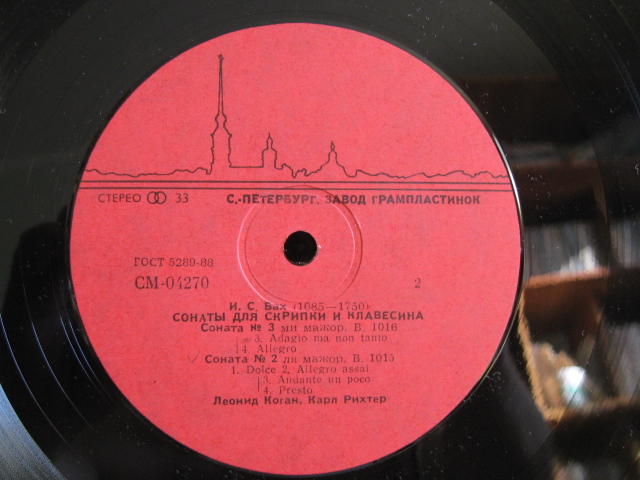 СТЕРЕО 33
С.-ПЕТЕРБУРГ. ЗАВОД ГРАМПЛАСТИНОК
ГОСТ 5289-88
СМ-04270 2
И. С. Бах (1685—1750)
СОНАТЫ ДЛЯ СКРИПКИ И КЛАВЕСИНА
Соната № 3 ми мажор, В. 1016
3. Adagio ma non tanto
4. Allegro
Соната № 2 ля мажор, В. 1015
1. Dolce 2. Allegro assai
3. Andante un poco
4. Presto
Леонид Коган, Карл Рихтер